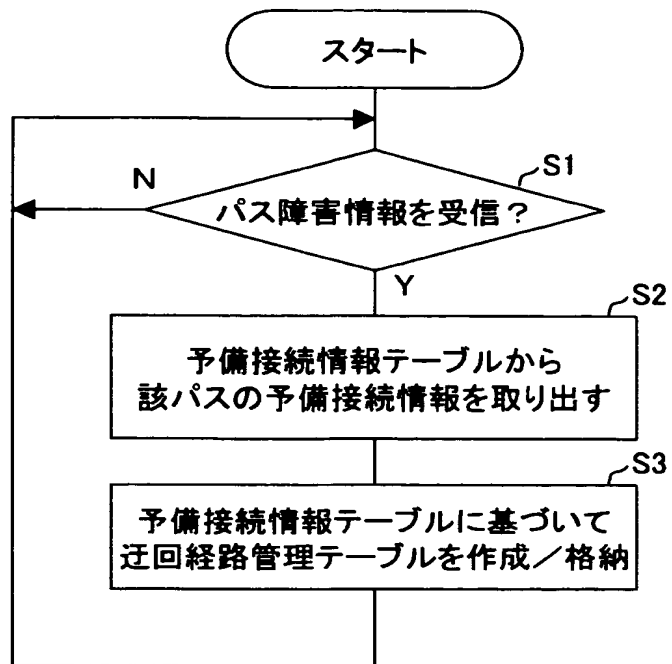 スタート
S1
N
パス障害情報を受信？
Y
S2
予備接続情報テーブルから
該パスの予備接続情報を取り出す
S3
予備接続情報テーブルに基づいて
迂回経路管理テーブルを作成／格納